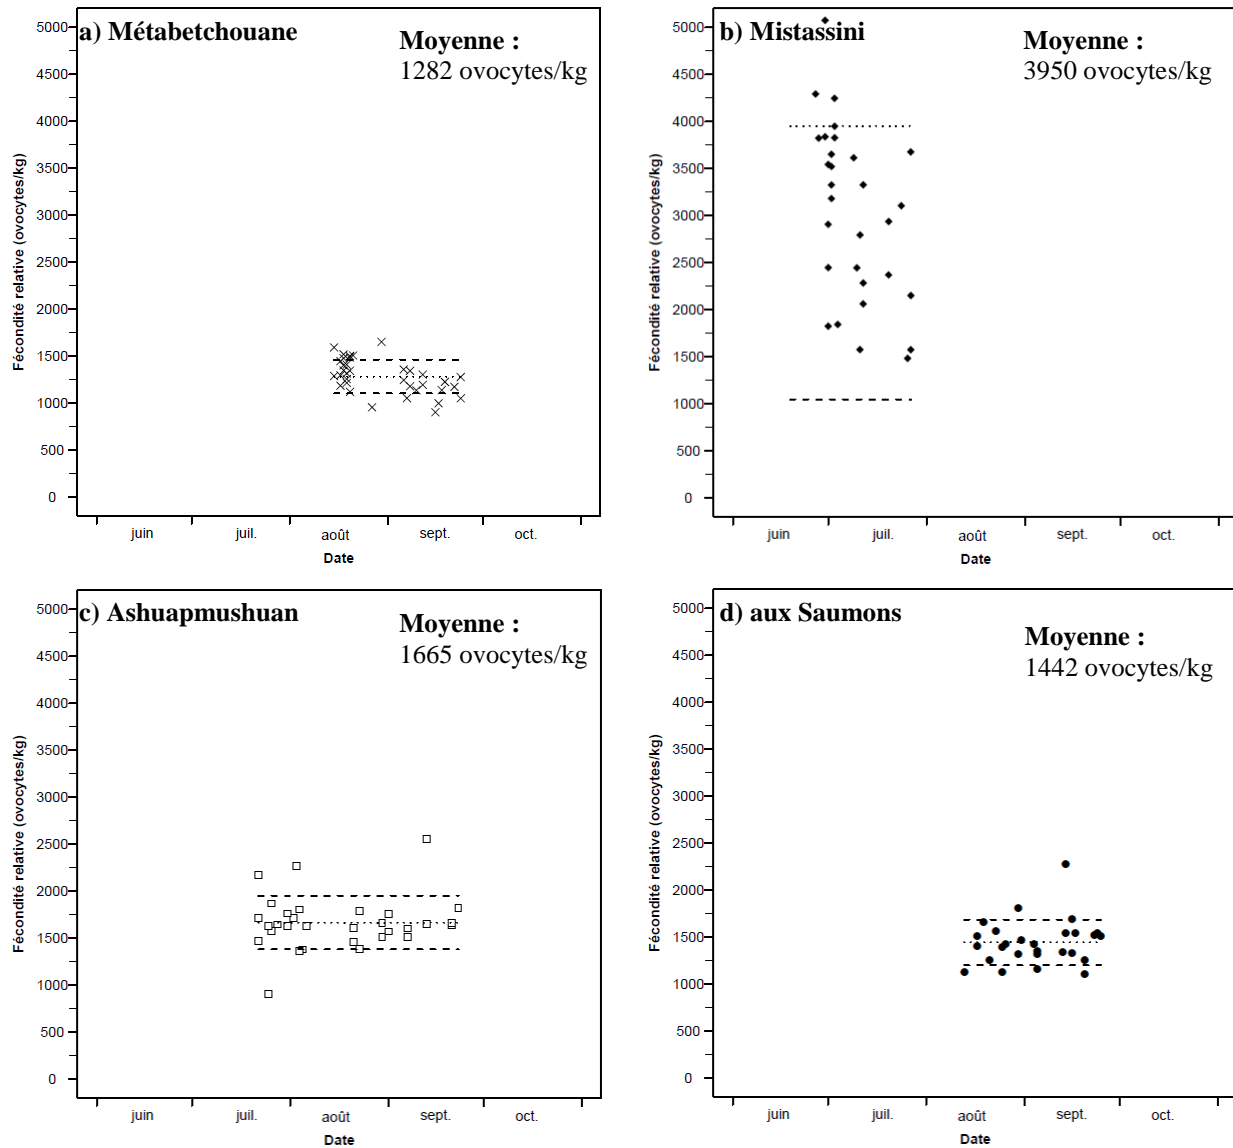 a) Métabetchouane
Moyenne :
1282 ovocytes/kg
Fécondité relative (ovocytes/kg)
5000
4500
4000
3500
3000
2500
2000
1500
1000
500
0
juin
juil.
août
sept.
oct.
Date
b) Mistassini
Moyenne :
3950 ovocytes/kg
Fécondité relative (ovocytes/kg)
5000
4500
4000
3500
3000
2500
2000
1500
1000
500
0
juin
juil.
août
sept.
oct.
Date
c) Ashuapmushuan
Moyenne :
1665 ovocytes/kg
Fécondité relative (ovocytes/kg)
5000
4500
4000
3500
3000
2500
2000
1500
1000
500
0
juin
juil.
août
sept.
oct.
Date
d) aux Saumons
Moyenne :
1442 ovocytes/kg
Fécondité relative (ovocytes/kg)
5000
4500
4000
3500
3000
2500
2000
1500
1000
500
0
juin
juil.
août
sept.
oct.
Date